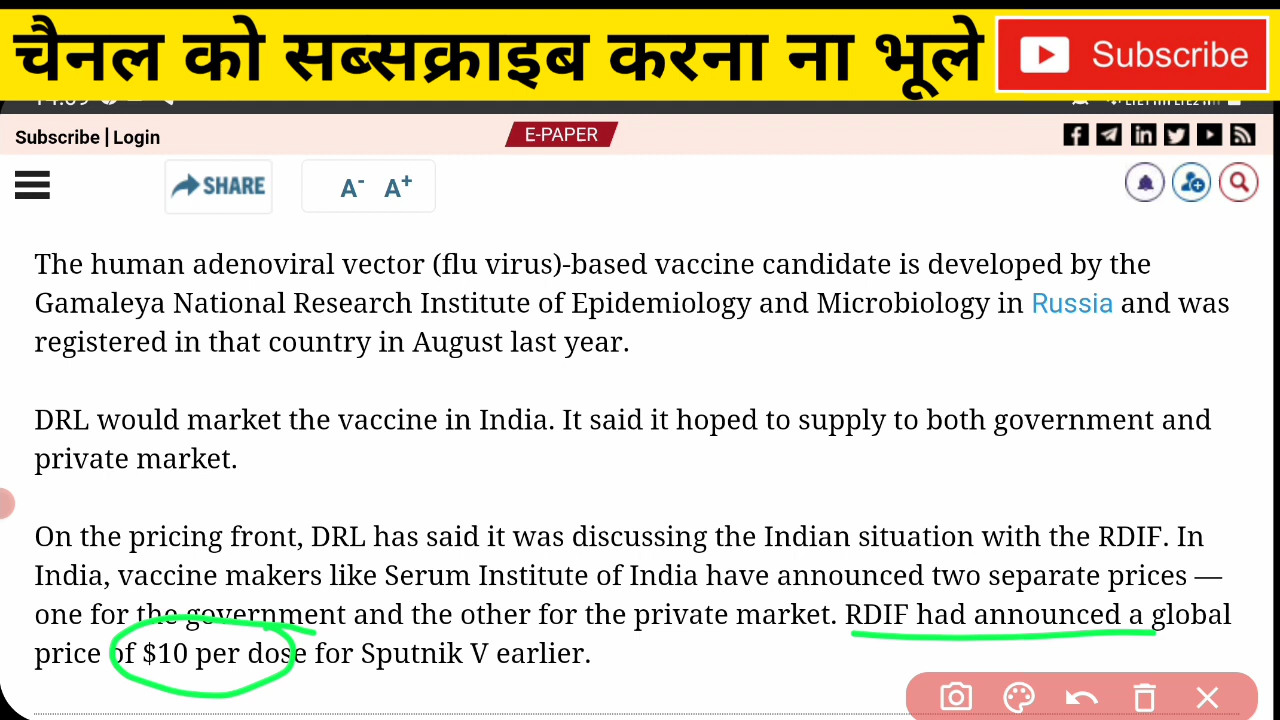 चैनल को सब्सक्राइब करना ना भूले
Subscribe
Subscribe | Login
E-PAPER
SHARE
A- A+
The human adenoviral vector (flu virus)-based vaccine candidate is developed by the
Gamaleya National Research Institute of Epidemiology and Microbiology in Russia and was
registered in that country in August last year.
DRL would market the vaccine in India. It said it hoped to supply to both government and
private market.
On the pricing front, DRL has said it was discussing the Indian situation with the RDIF. In
India, vaccine makers like Serum Institute of India have announced two separate prices —
one for the government and the other for the private market. RDIF had announced a global
price of $10 per dose for Sputnik V earlier.